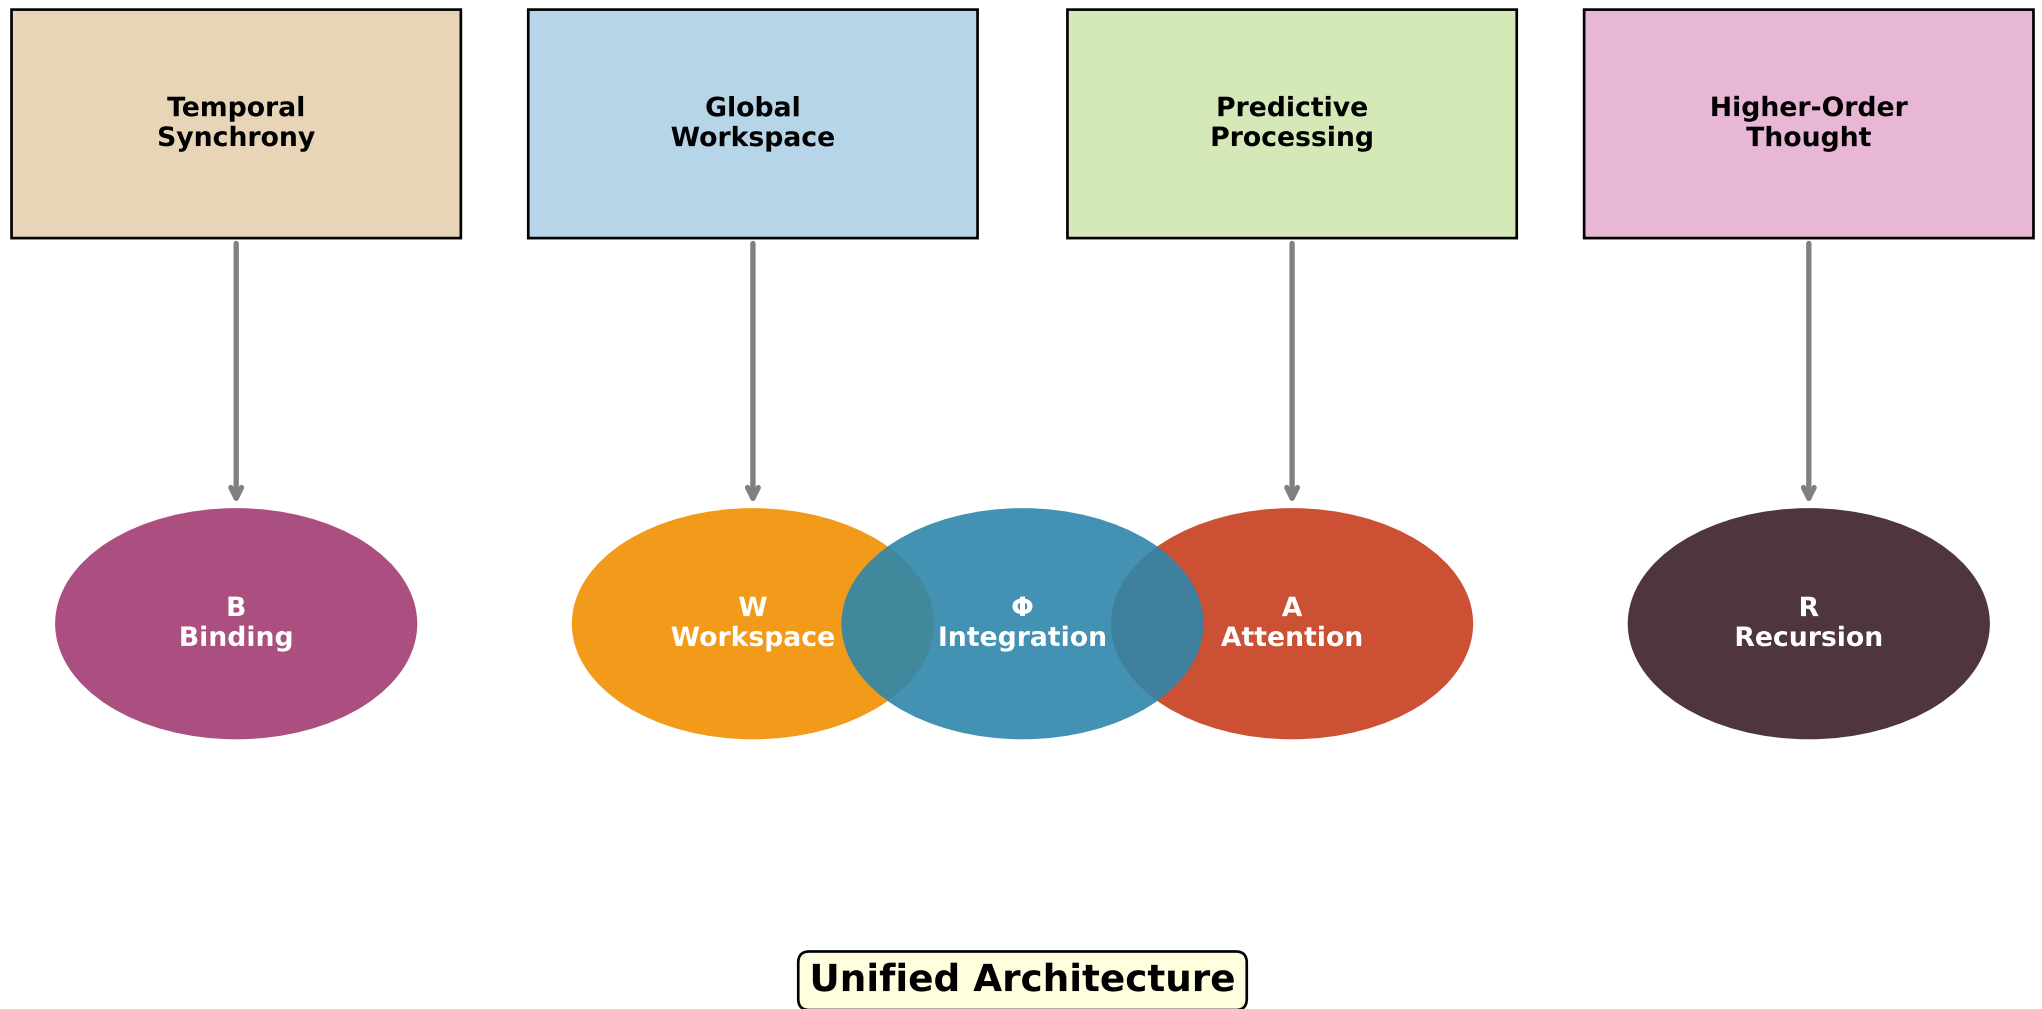 Temporal
Synchrony
Global
Workspace
Predictive
Processing
Higher-Order
Thought
B
Binding
W
Workspace
Φ
Integration
A
Attention
R
Recursion
Unified Architecture